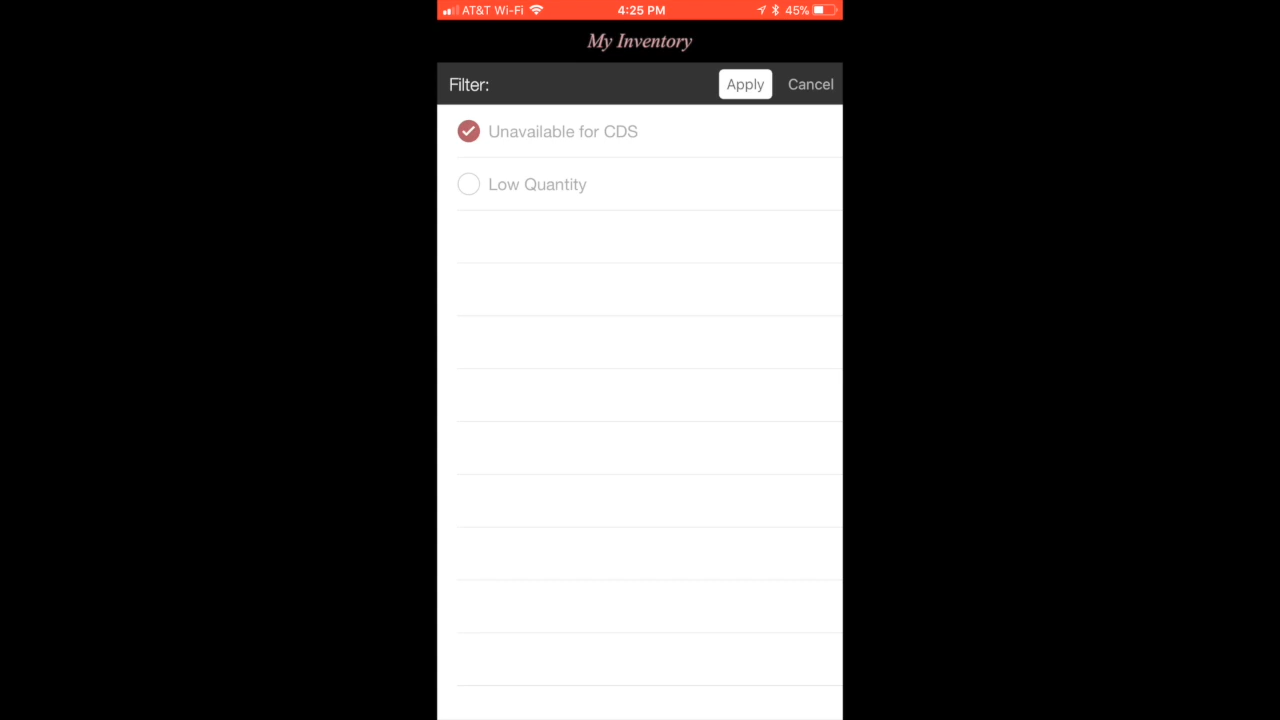 AT&T Wi-Fi 4:25 PM 45%
My Inventory
Filter: Apply Cancel
Unavailable for CDS
Low Quantity